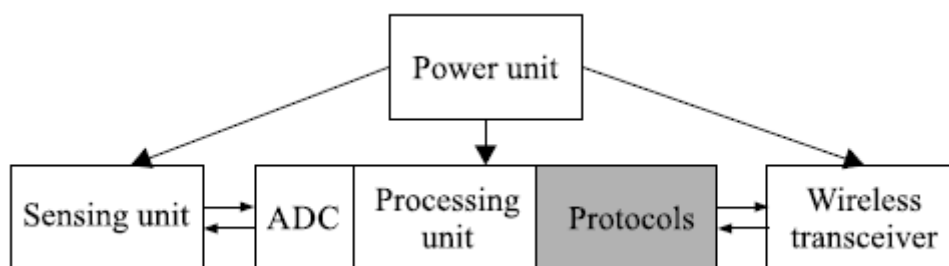 Power unit
Sensing unit
ADC
Processing
unit
Protocols
Wireless
transceiver